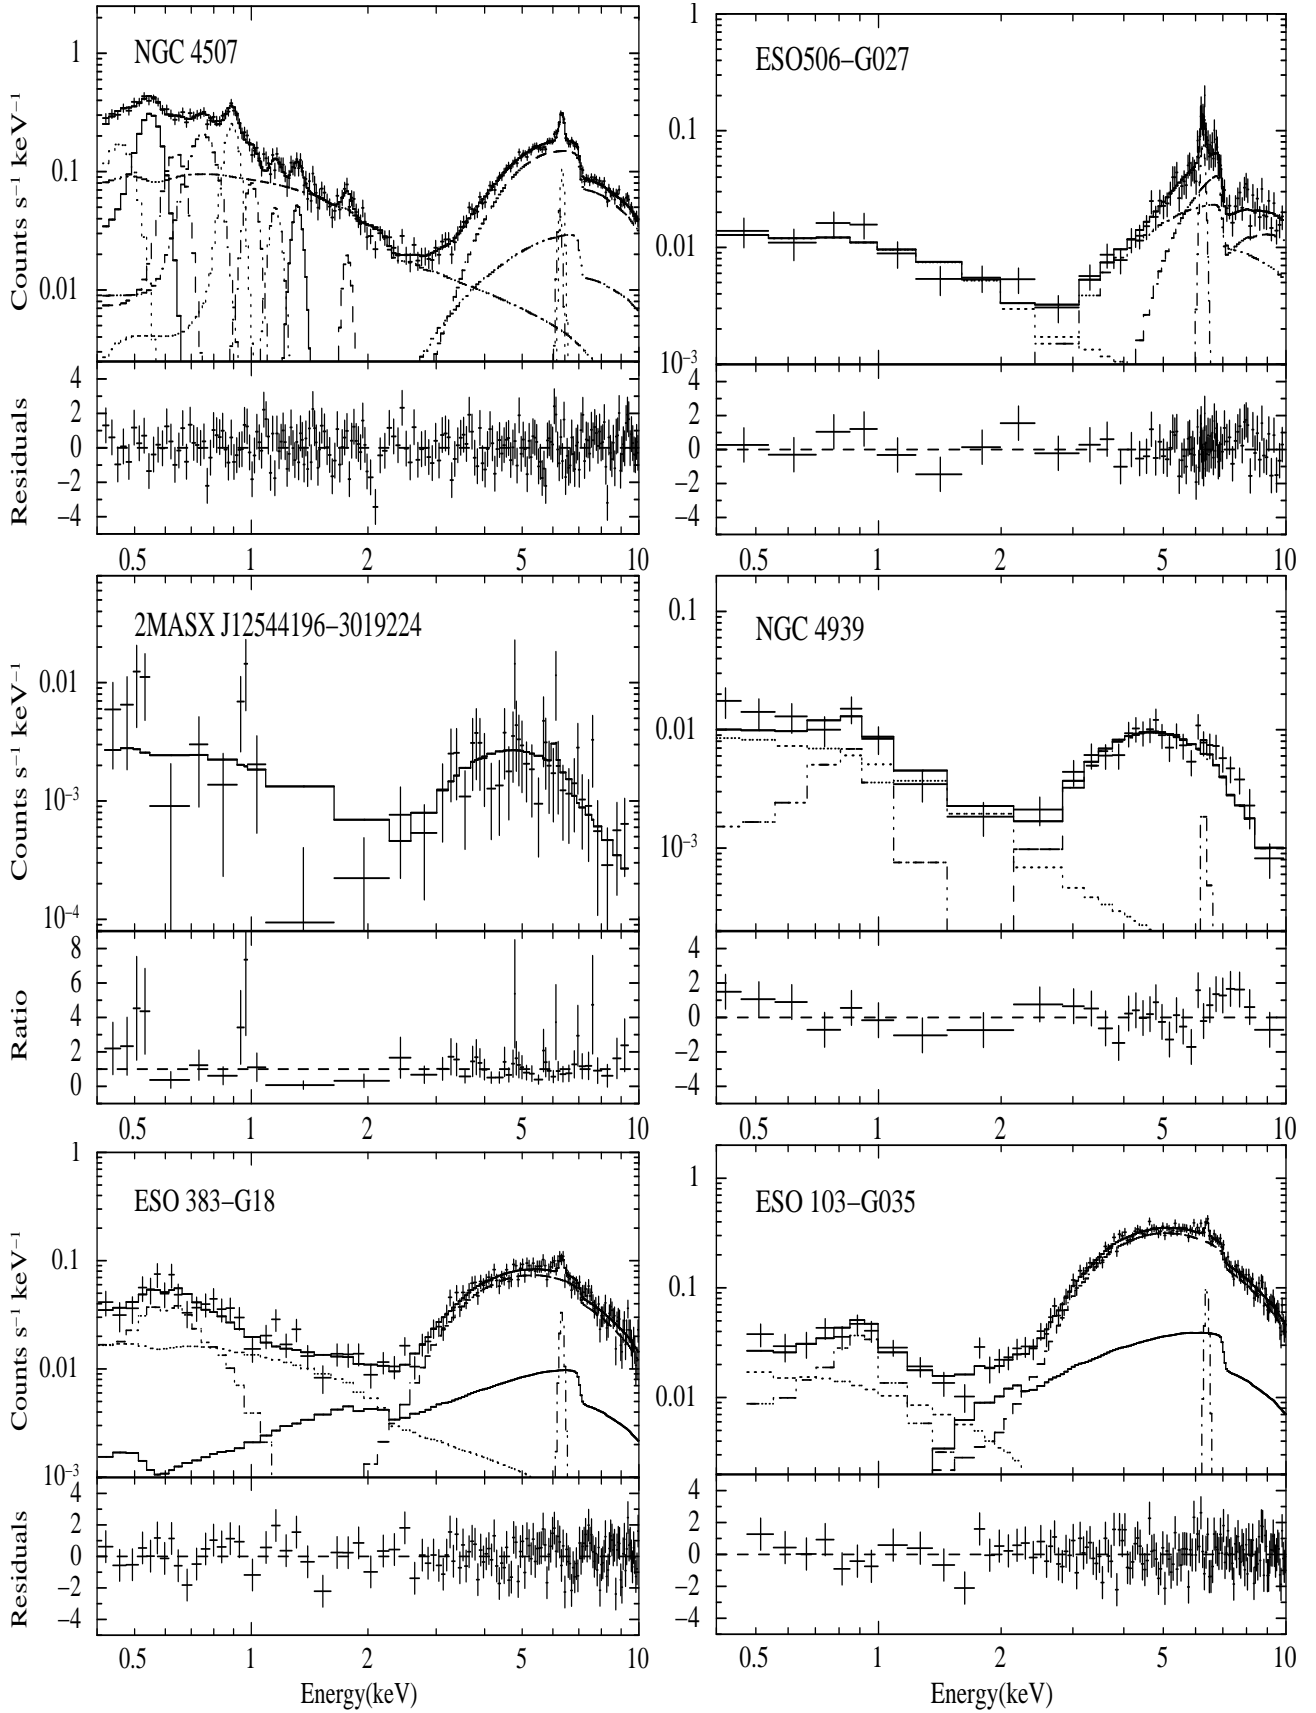 NGC 4507
Counts s⁻¹ keV⁻¹
1
0.1
0.01
Residuals
4
2
0
−2
−4
0.5 1 2 5 10
ESO506−G027
1
0.1
0.01
10⁻³
4
2
0
−2
−4
0.5 1 2 5 10
2MASX J12544196−3019224
Counts s⁻¹ keV⁻¹
0.01
10⁻³
10⁻⁴
Ratio
8
6
4
2
0
0.5 1 2 5 10
NGC 4939
0.1
0.01
10⁻³
4
2
0
−2
−4
0.5 1 2 5 10
ESO 383−G18
Counts s⁻¹ keV⁻¹
1
0.1
0.01
10⁻³
Residuals
4
2
0
−2
−4
0.5 1 2 5 10
Energy(keV)
ESO 103−G035
1
0.1
0.01
4
2
0
−2
−4
0.5 1 2 5 10
Energy(keV)